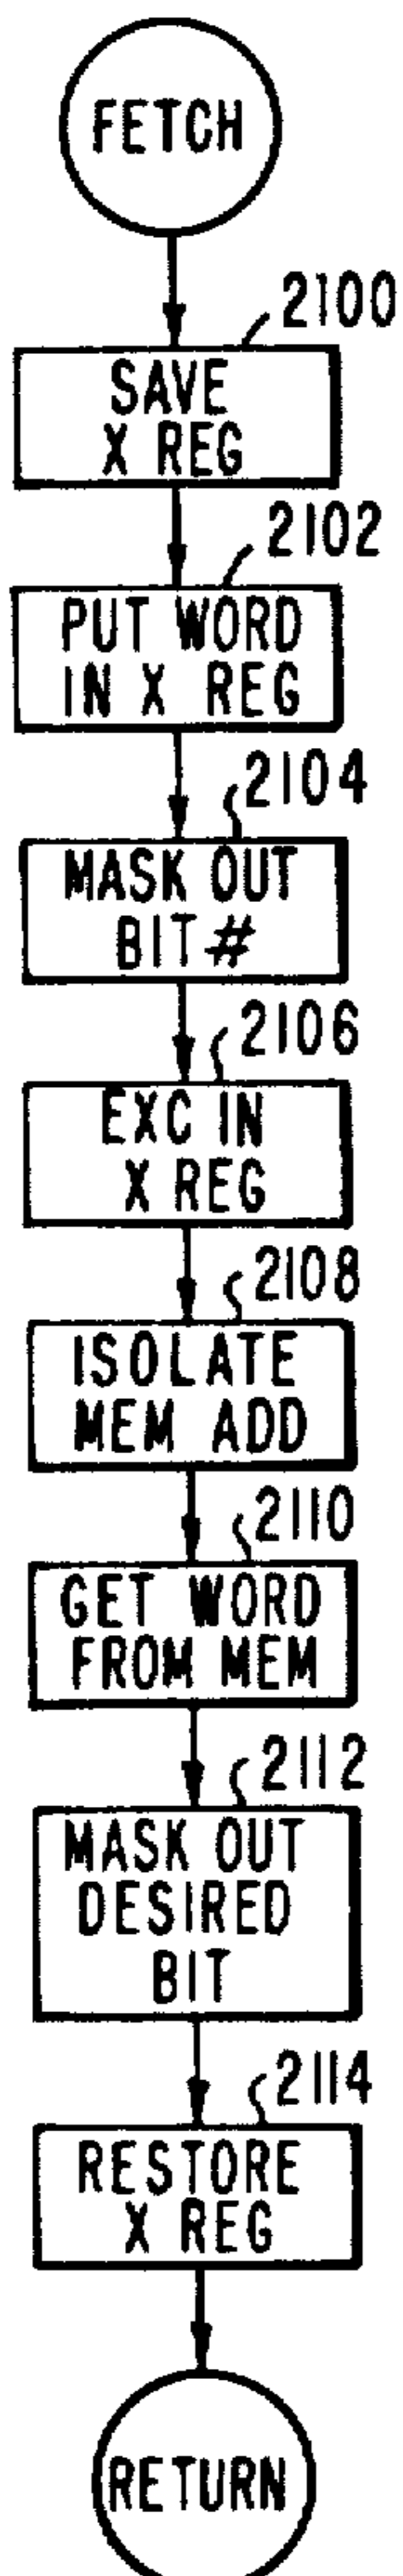 FETCH
2100
SAVE
X REG
2102
PUT WORD
IN X REG
2104
MASK OUT
BIT #
2106
EXC IN
X REG
2108
ISOLATE
MEM ADD
2110
GET WORD
FROM MEM
2112
MASK OUT
DESIRED
BIT
2114
RESTORE
X REG
RETURN